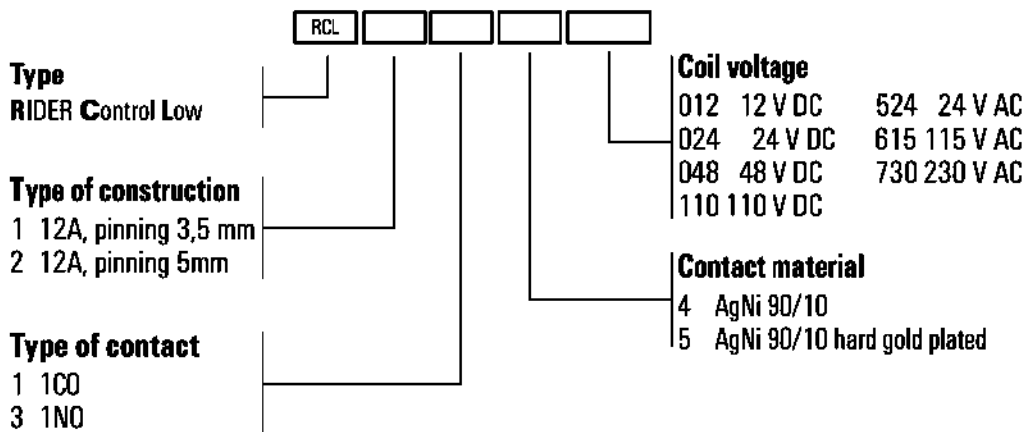 RCL
Type
RIDER Control Low
Type of construction
1 12A, pinning 3,5 mm
2 12A, pinning 5mm
Type of contact
1 1CO
3 1NO
Coil voltage
012 12 V DC 524 24 V AC
024 24 V DC 615 115 V AC
048 48 V DC 730 230 V AC
110 110 V DC
Contact material
4 AgNi 90/10
5 AgNi 90/10 hard gold plated